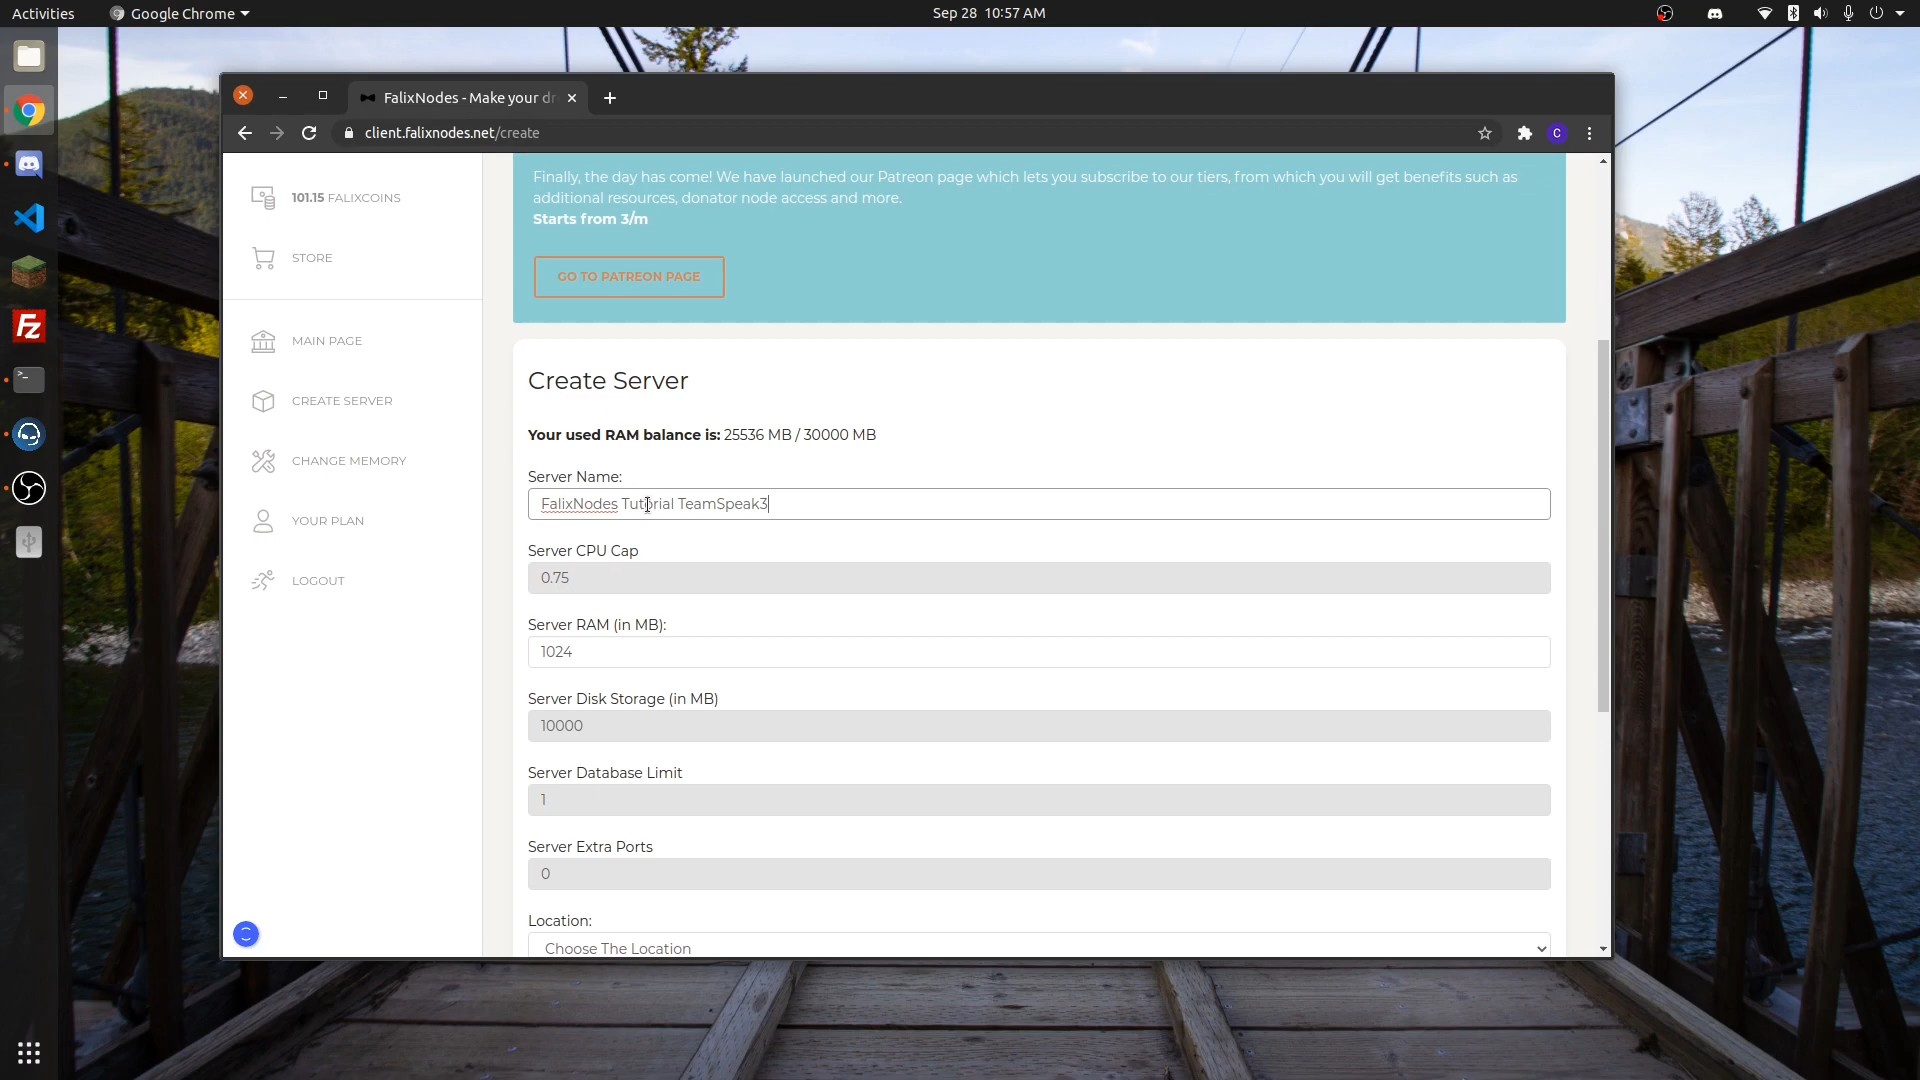 Activities
Google Chrome
Sep 28 10:57 AM
FalixNodes - Make your dr
client.falixnodes.net/create
C
101.15 FALIXCOINS
STORE
MAIN PAGE
CREATE SERVER
CHANGE MEMORY
YOUR PLAN
LOGOUT
Finally, the day has come! We have launched our Patreon page which lets you subscribe to our tiers, from which you will get benefits such as
additional resources, donator node access and more.
Starts from 3/m
GO TO PATREON PAGE
Create Server
Your used RAM balance is: 25536 MB / 30000 MB
Server Name:
FalixNodes Tutorial TeamSpeak3
Server CPU Cap
0.75
Server RAM (in MB):
1024
Server Disk Storage (in MB)
10000
Server Database Limit
1
Server Extra Ports
0
Location:
Choose The Location